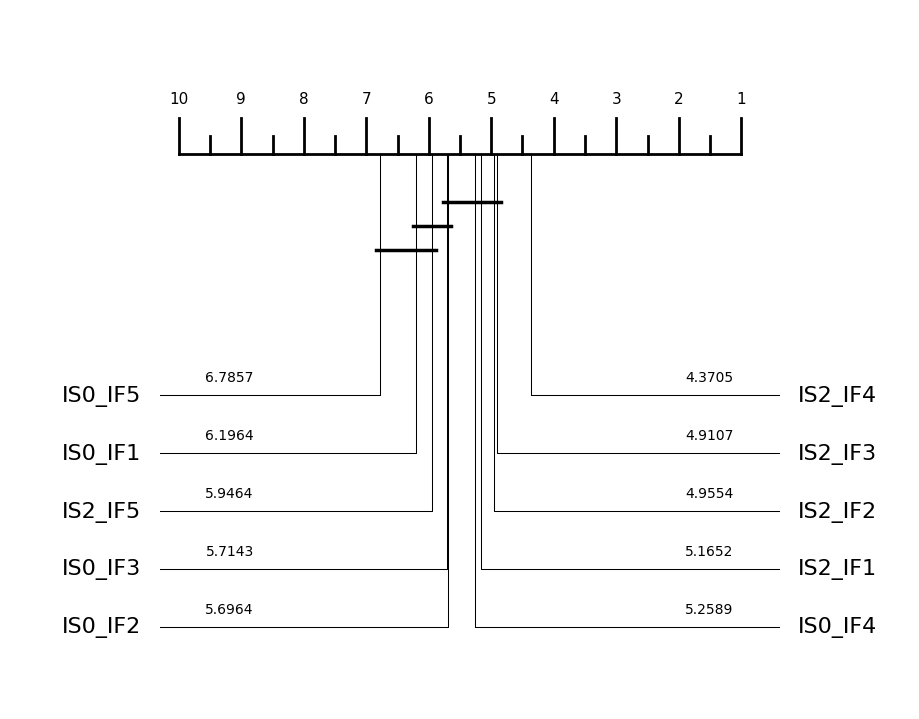 10 9 8 7 6 5 4 3 2 1
6.7857 4.3705
IS0_IF5 IS2_IF4
6.1964 4.9107
IS0_IF1 IS2_IF3
5.9464 4.9554
IS2_IF5 IS2_IF2
5.7143 5.1652
IS0_IF3 IS2_IF1
5.6964 5.2589
IS0_IF2 IS0_IF4